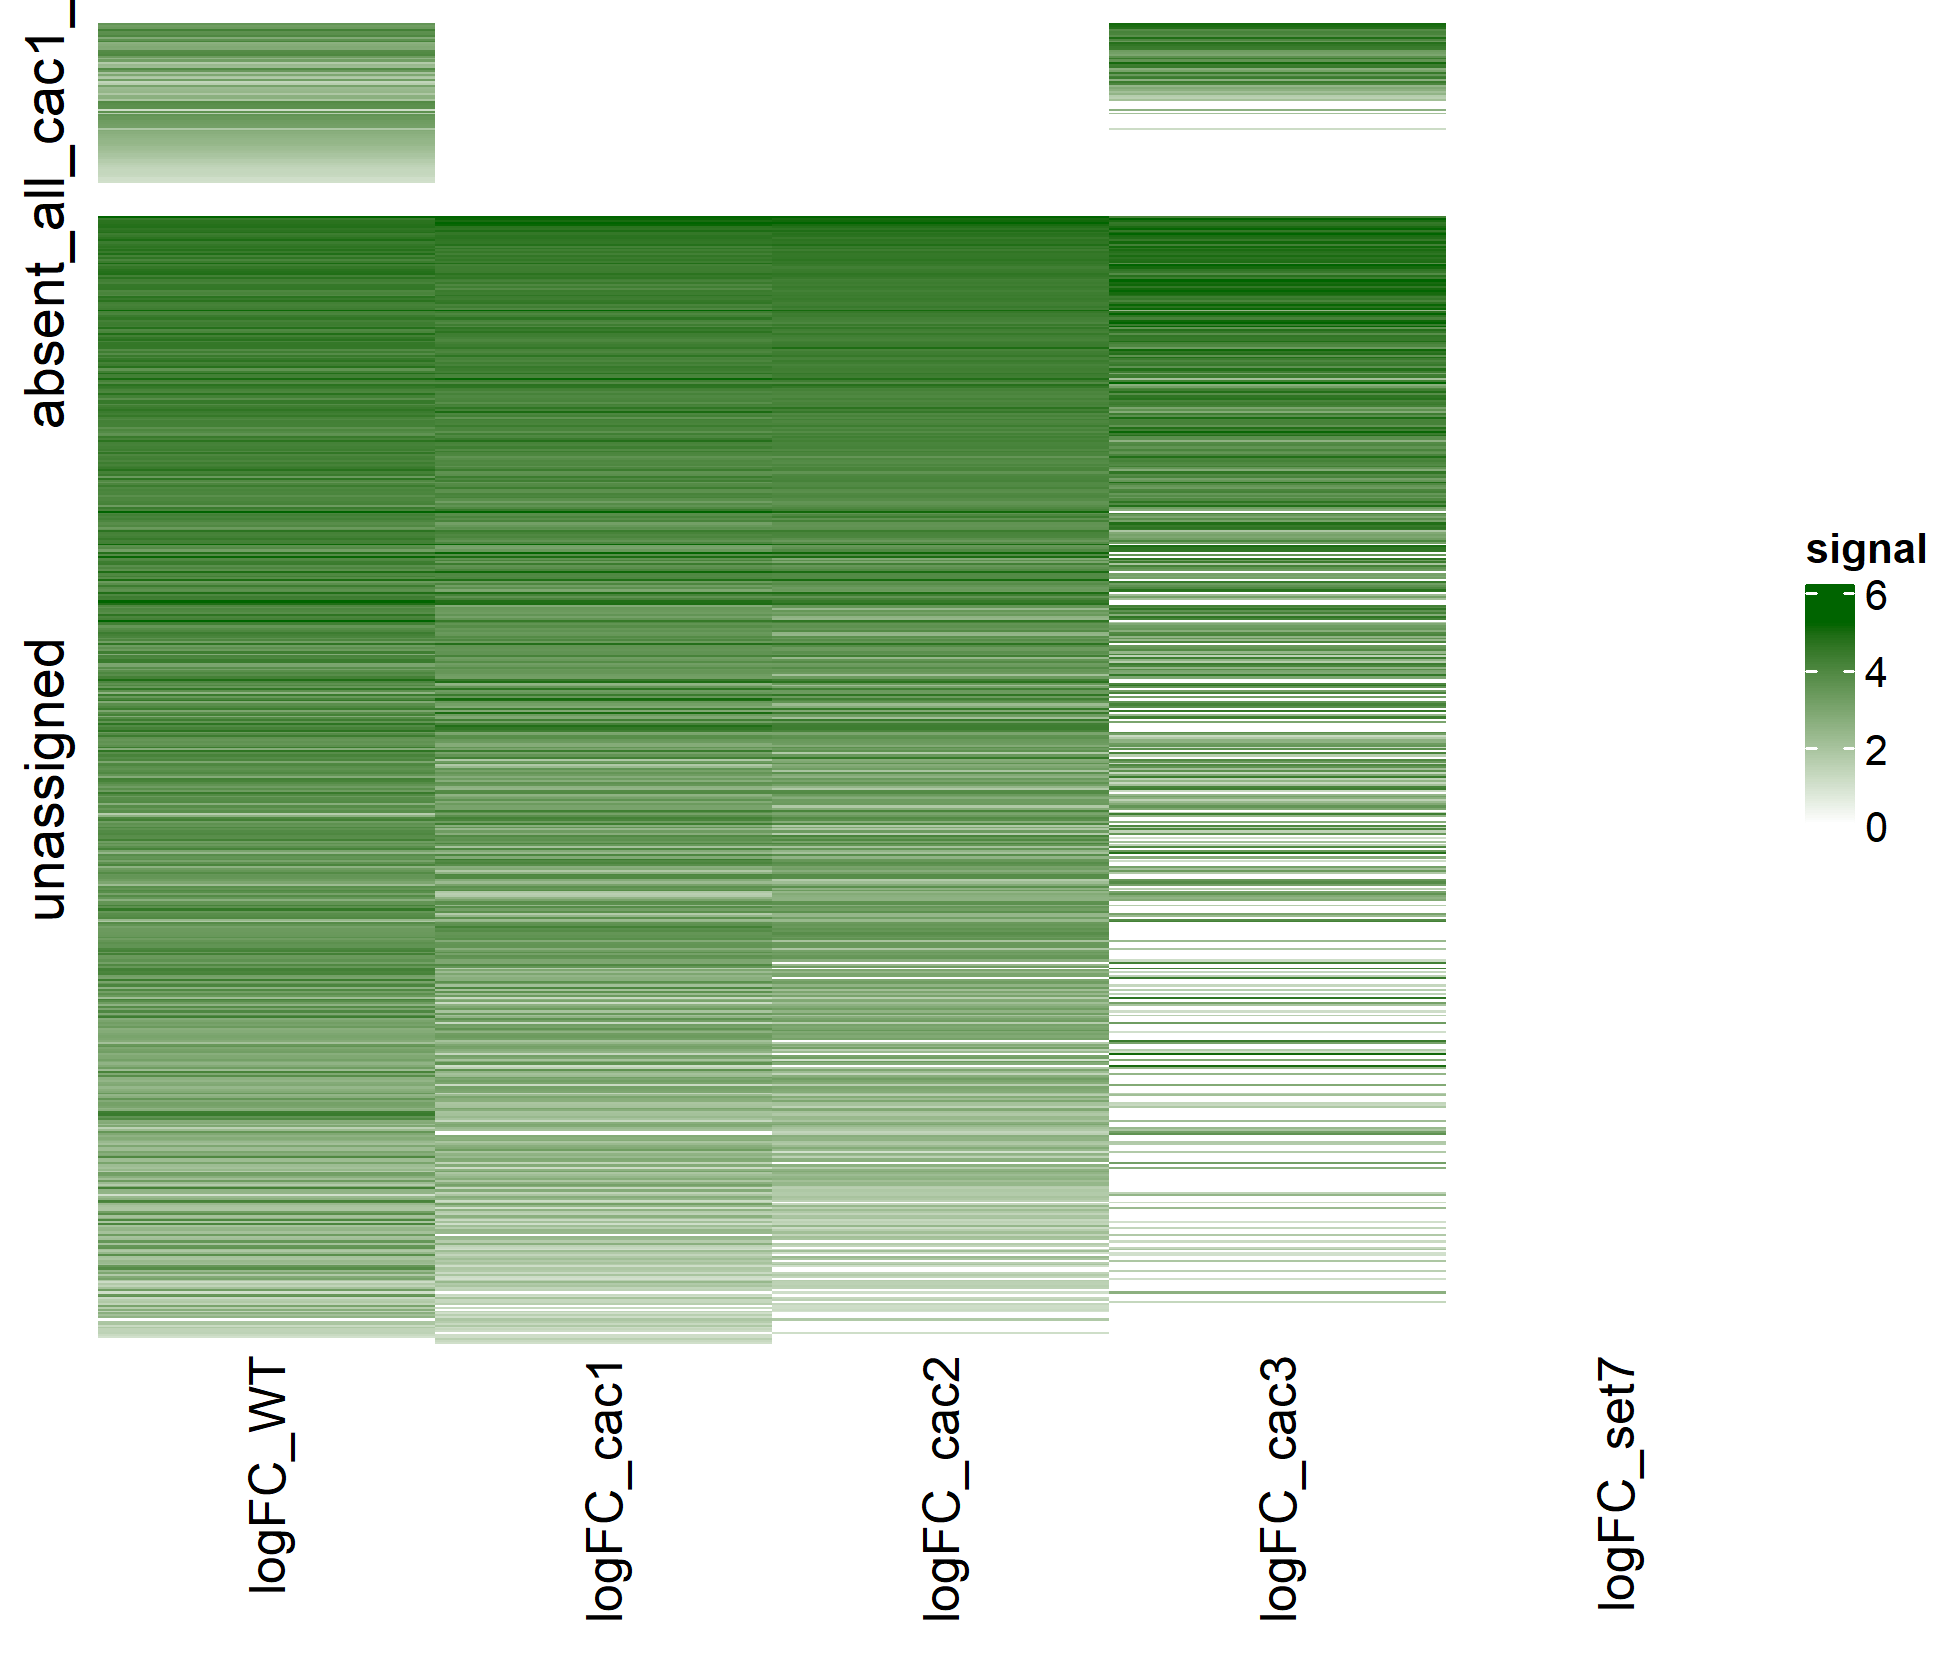 absent_all_cac1_
unassigned
signal
6
4
2
0
logFC_WT
logFC_cac1
logFC_cac2
logFC_cac3
logFC_set7